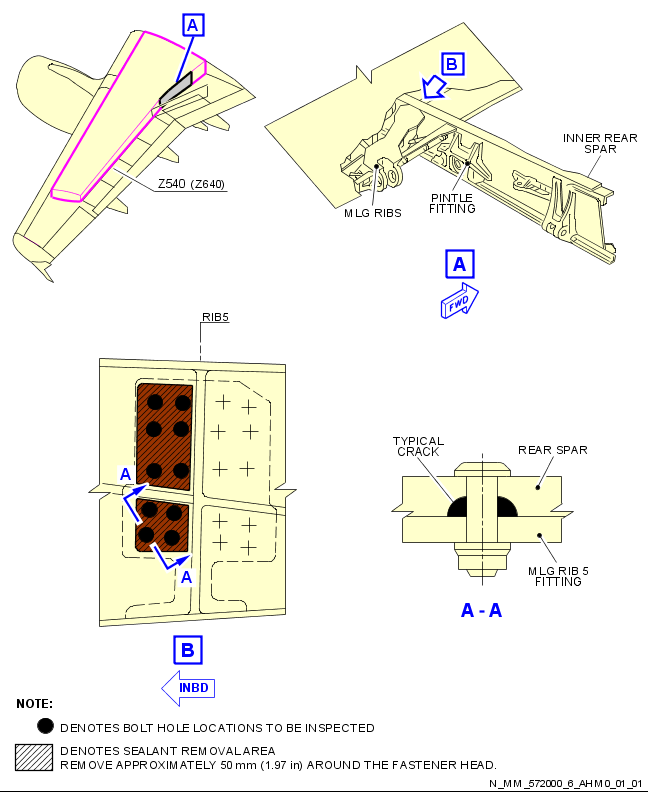 A
Z540 (Z640)
B
INNER REAR
SPAR
MLG RIBS
PINTLE
FITTING
A
FWD
RIB5
A
A
TYPICAL
CRACK
REAR SPAR
MLG RIB 5
FITTING
A - A
B
INBD
NOTE:
DENOTES BOLT HOLE LOCATIONS TO BE INSPECTED
DENOTES SEALANT REMOVAL AREA
REMOVE APPROXIMATELY 50 mm (1.97 in) AROUND THE FASTENER HEAD.
N_MM_572000_6_AHM0_01_01